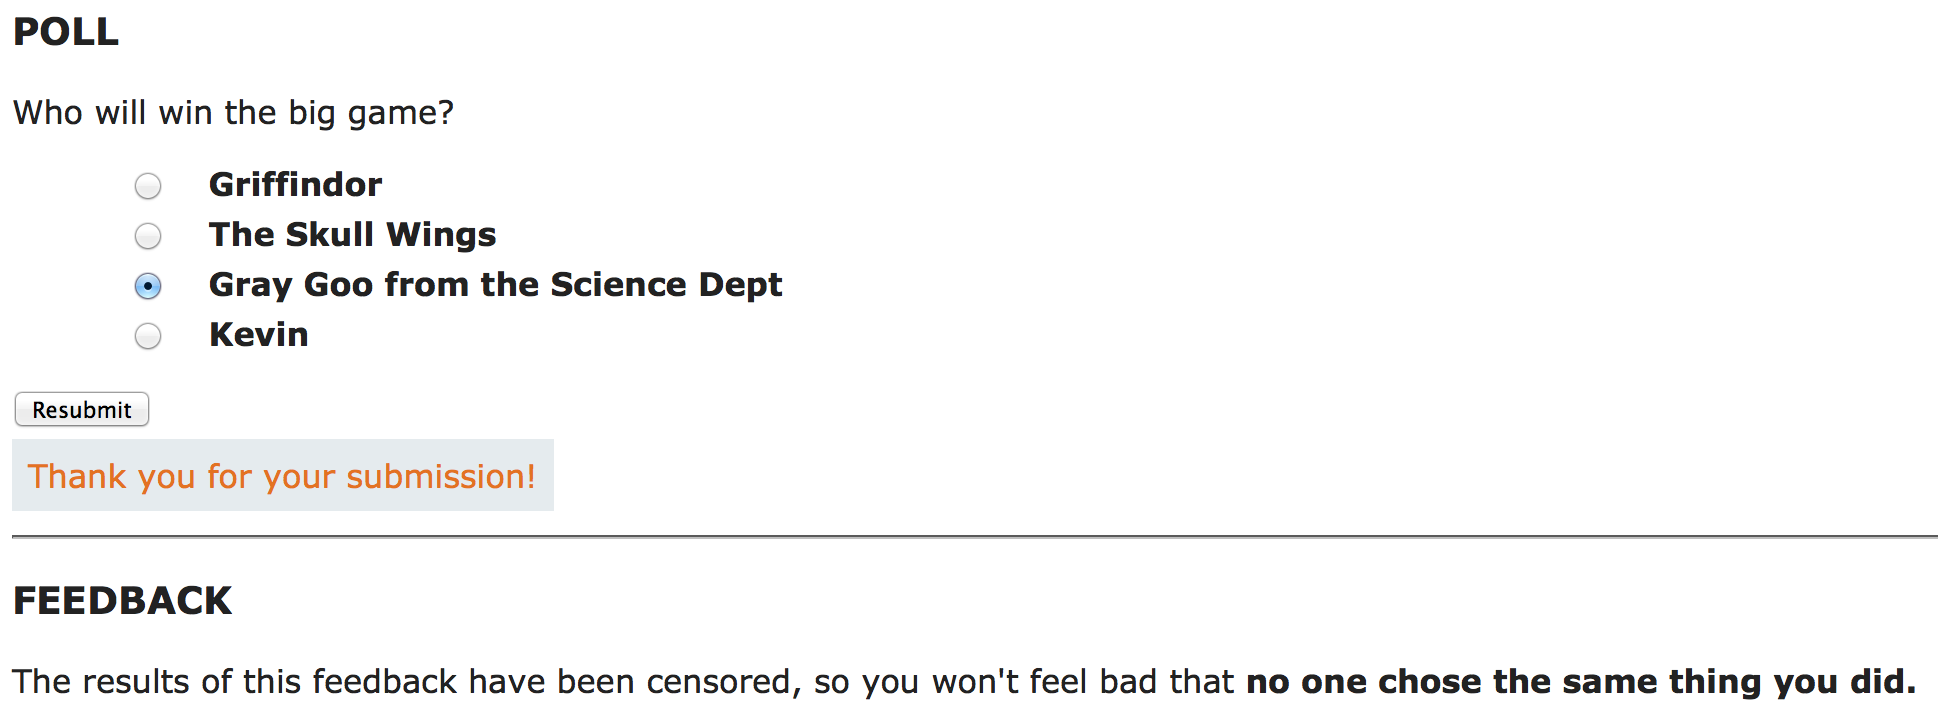 POLL
Who will win the big game?
Griffindor
The Skull Wings
Gray Goo from the Science Dept
Kevin
Resubmit
Thank you for your submission!
FEEDBACK
The results of this feedback have been censored, so you won't feel bad that no one chose the same thing you did.